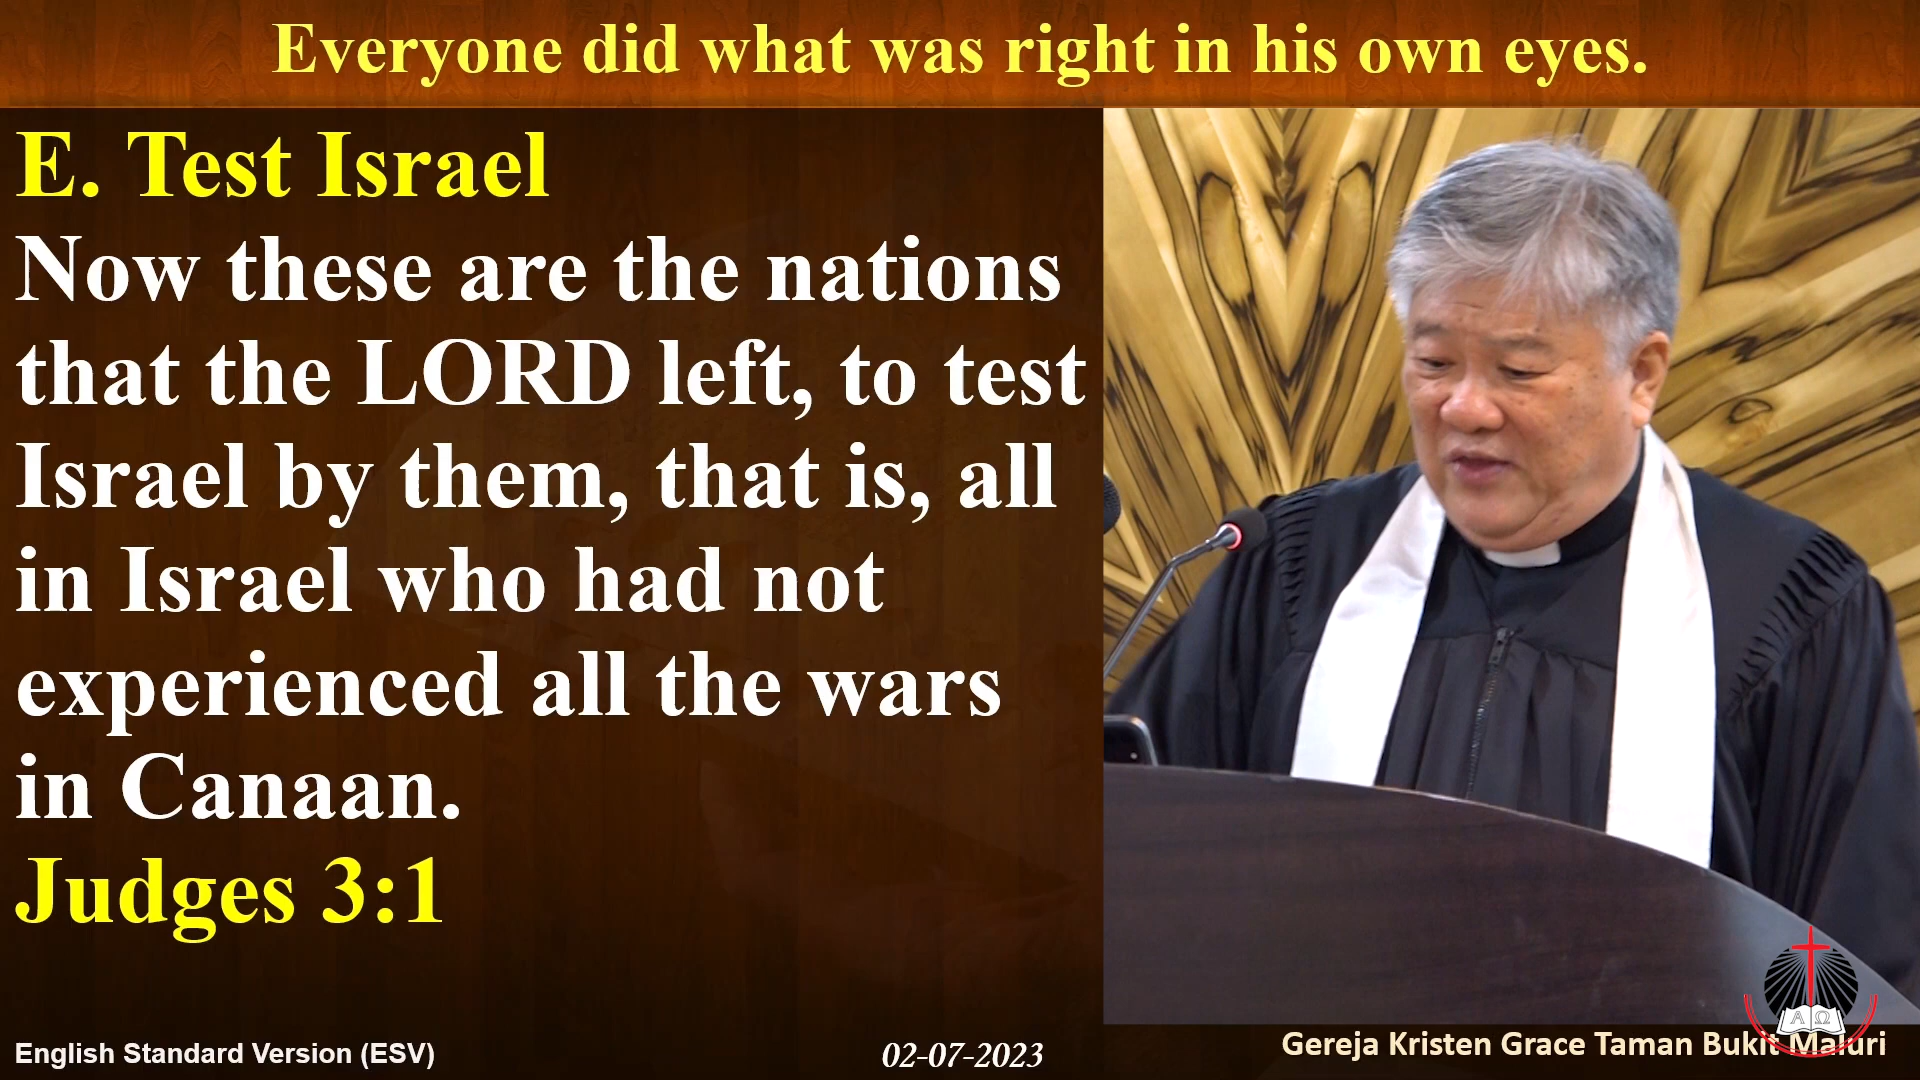 Everyone did what was right in his own eyes.
E. Test Israel
Now these are the nations
that the LORD left, to test
Israel by them, that is, all
in Israel who had not
experienced all the wars
in Canaan.
Judges 3:1
English Standard Version (ESV)
02-07-2023
Gereja Kristen Grace Taman Bukit Maluri
Α Ω